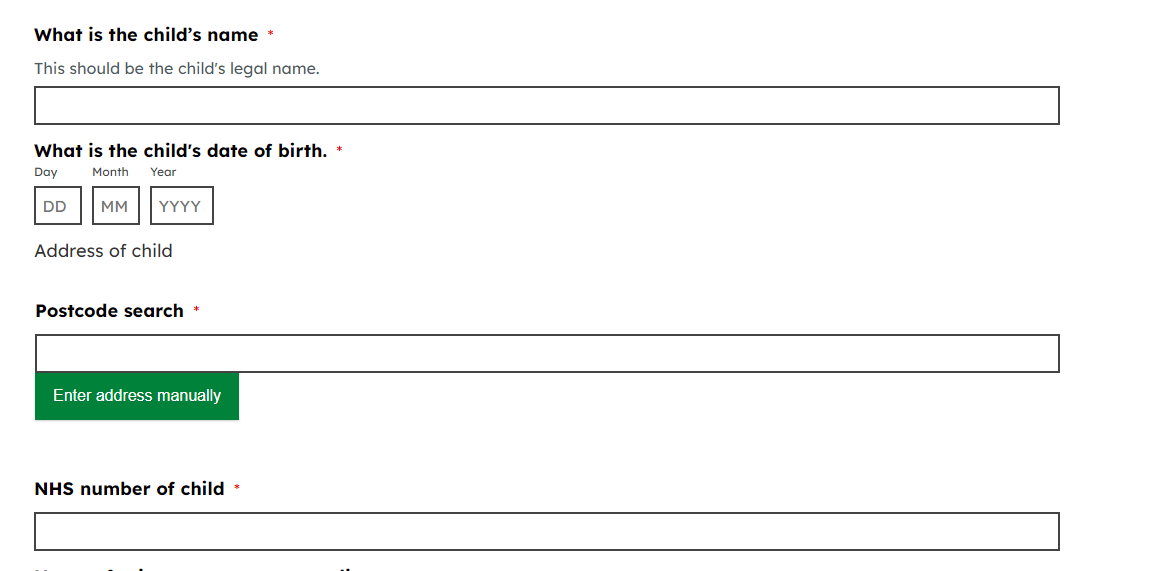 What is the child’s name *
This should be the child's legal name.
What is the child's date of birth. *
Day Month Year
DD MM YYYY
Address of child
Postcode search *
Enter address manually
NHS number of child *